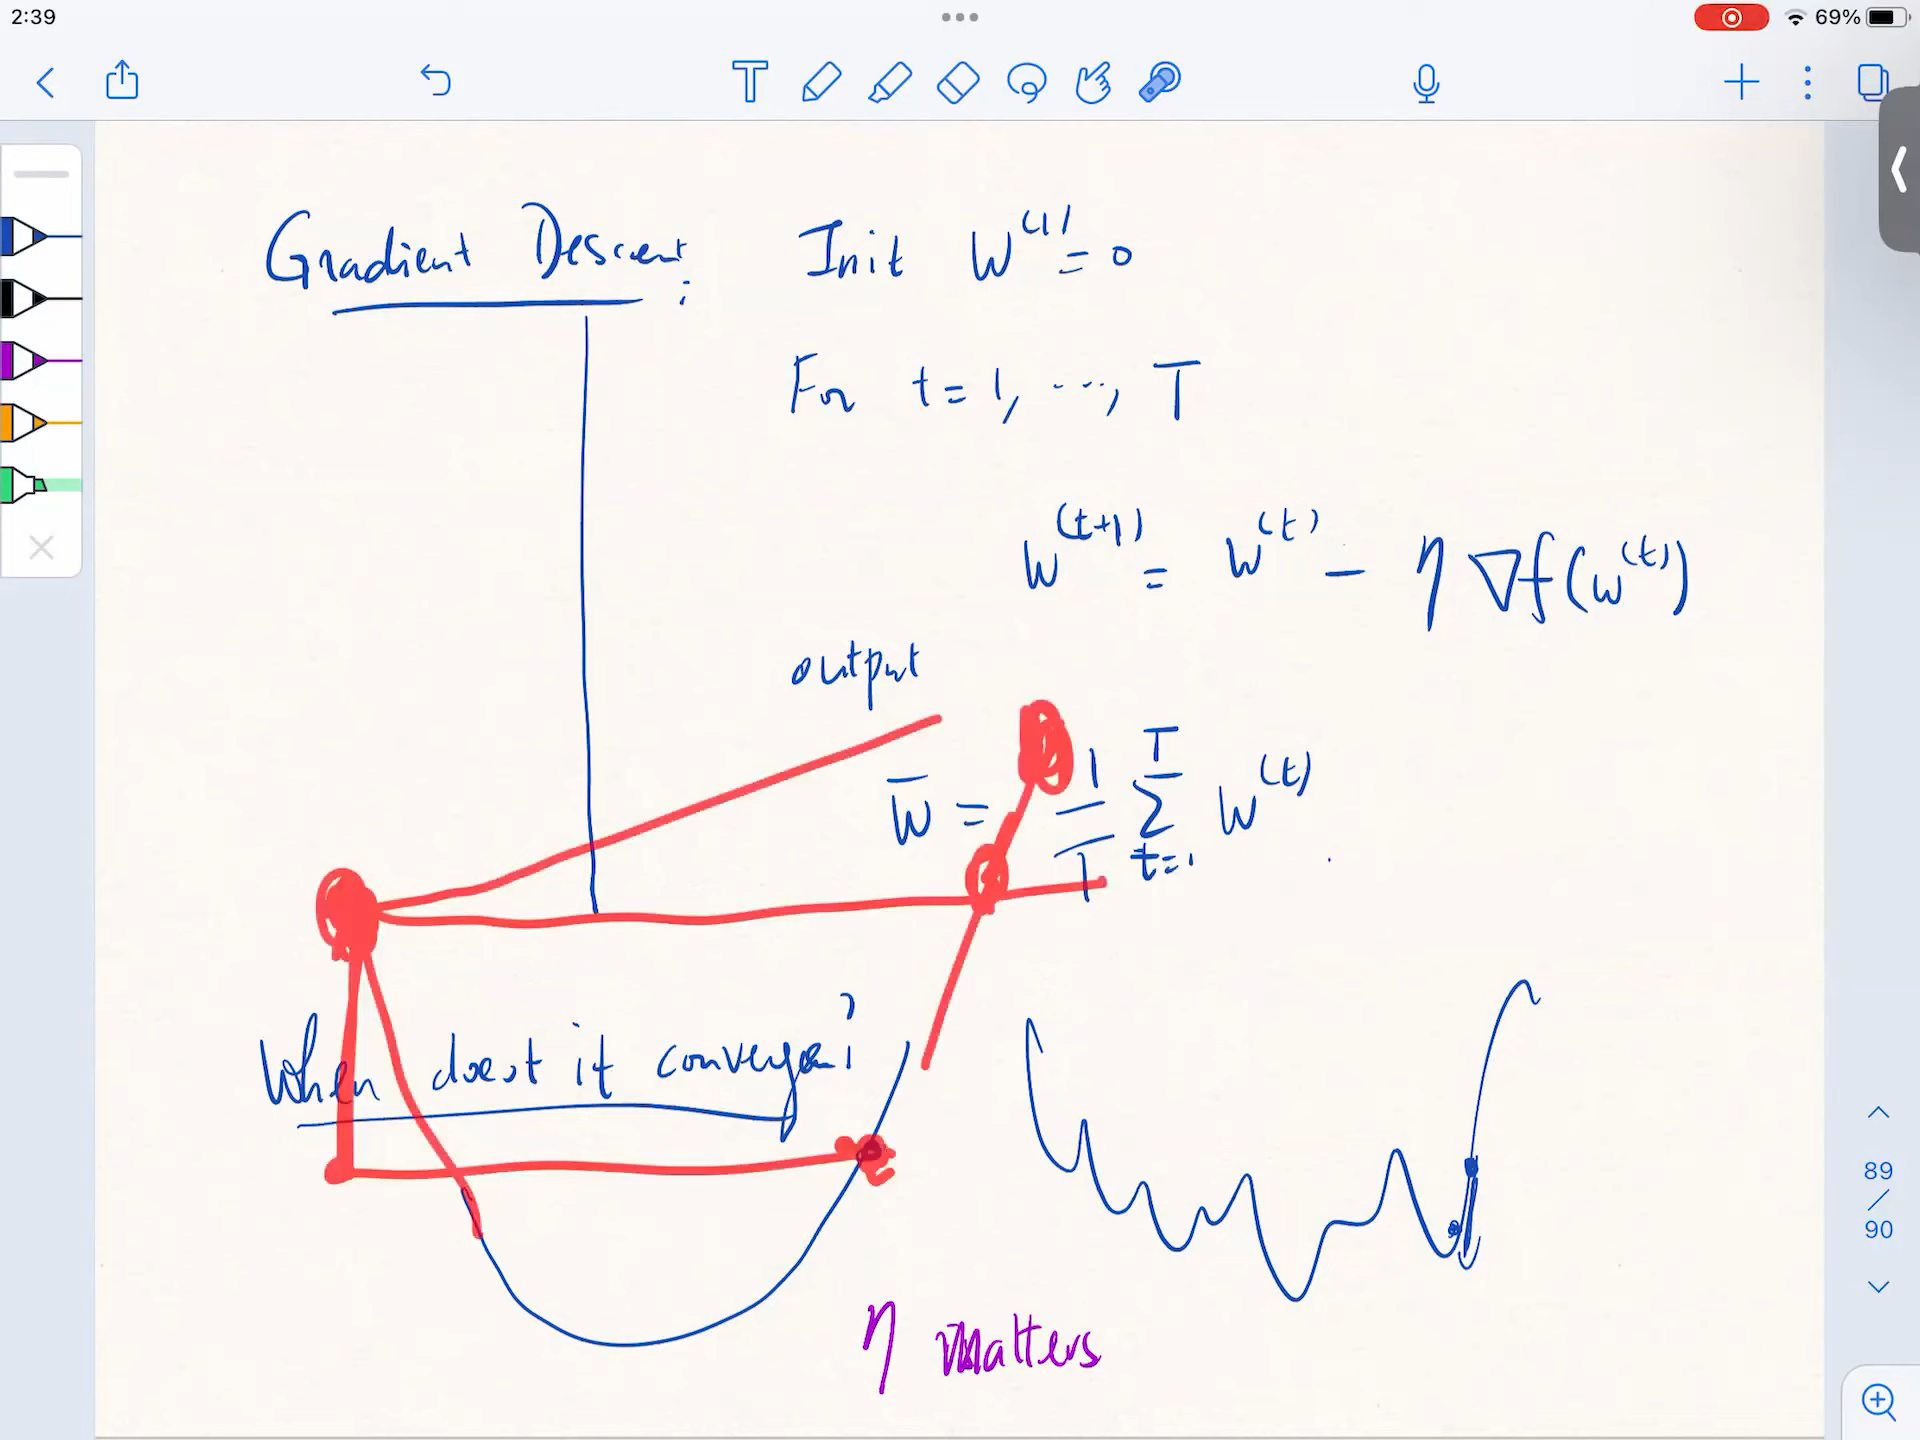 2:39
69%
Gradient Descent: Init W^(1) = 0
For t = 1, ..., T
W^(t+1) = W^(t) - η ∇f(W^(t))
output
W̄ = 1/T Σ_{t=1}^{T} W^(t)
When does it converge?
η matters
89
/
90